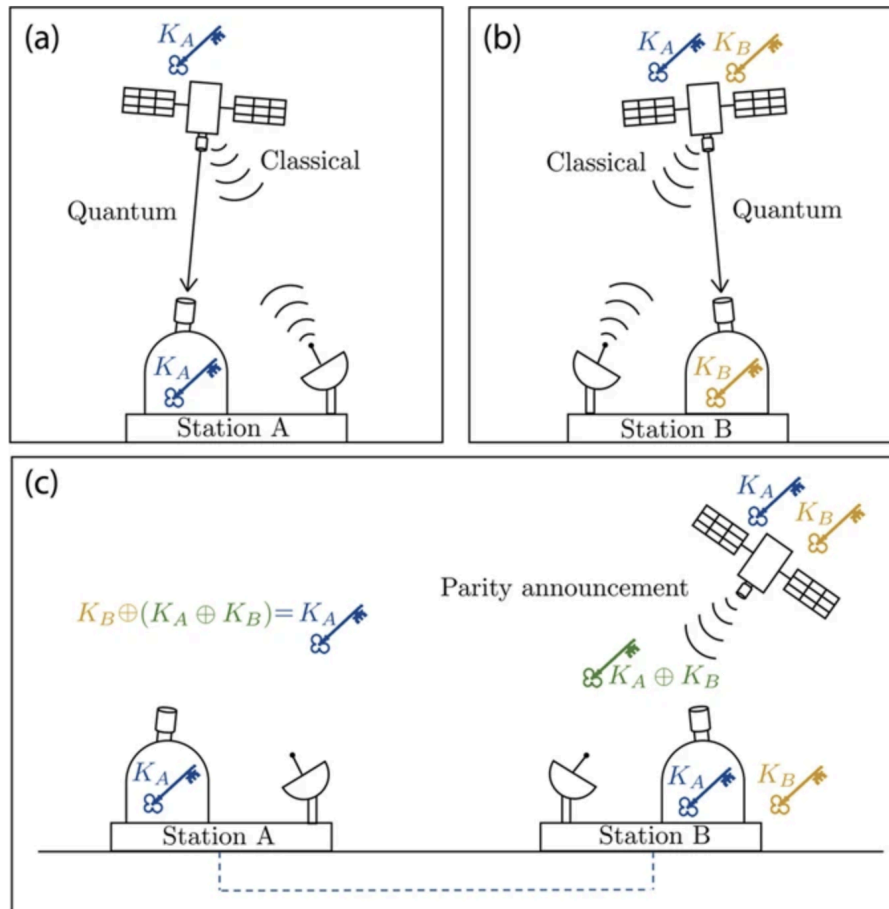 (a)
K_A
Classical
Quantum
K_A
Station A
(b)
K_A K_B
Classical
Quantum
K_B
Station B
(c)
K_A
K_B
Parity announcement
K_B⊕(K_A ⊕ K_B)=K_A
K_A ⊕ K_B
K_A
Station A
K_A K_B
Station B